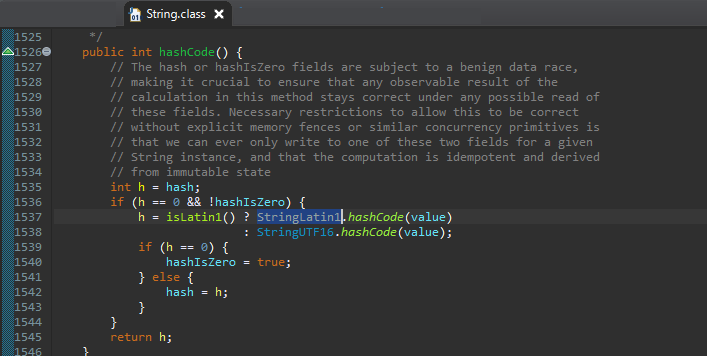 String.class
1525 */
1526 public int hashCode() {
1527 // The hash or hashIsZero fields are subject to a benign data race,
1528 // making it crucial to ensure that any observable result of the
1529 // calculation in this method stays correct under any possible read of
1530 // these fields. Necessary restrictions to allow this to be correct
1531 // without explicit memory fences or similar concurrency primitives is
1532 // that we can ever only write to one of these two fields for a given
1533 // String instance, and that the computation is idempotent and derived
1534 // from immutable state
1535 int h = hash;
1536 if (h == 0 && !hashIsZero) {
1537 h = isLatin1() ? StringLatin1.hashCode(value)
1538 : StringUTF16.hashCode(value);
1539 if (h == 0) {
1540 hashIsZero = true;
1541 } else {
1542 hash = h;
1543 }
1544 }
1545 return h;
1546 }